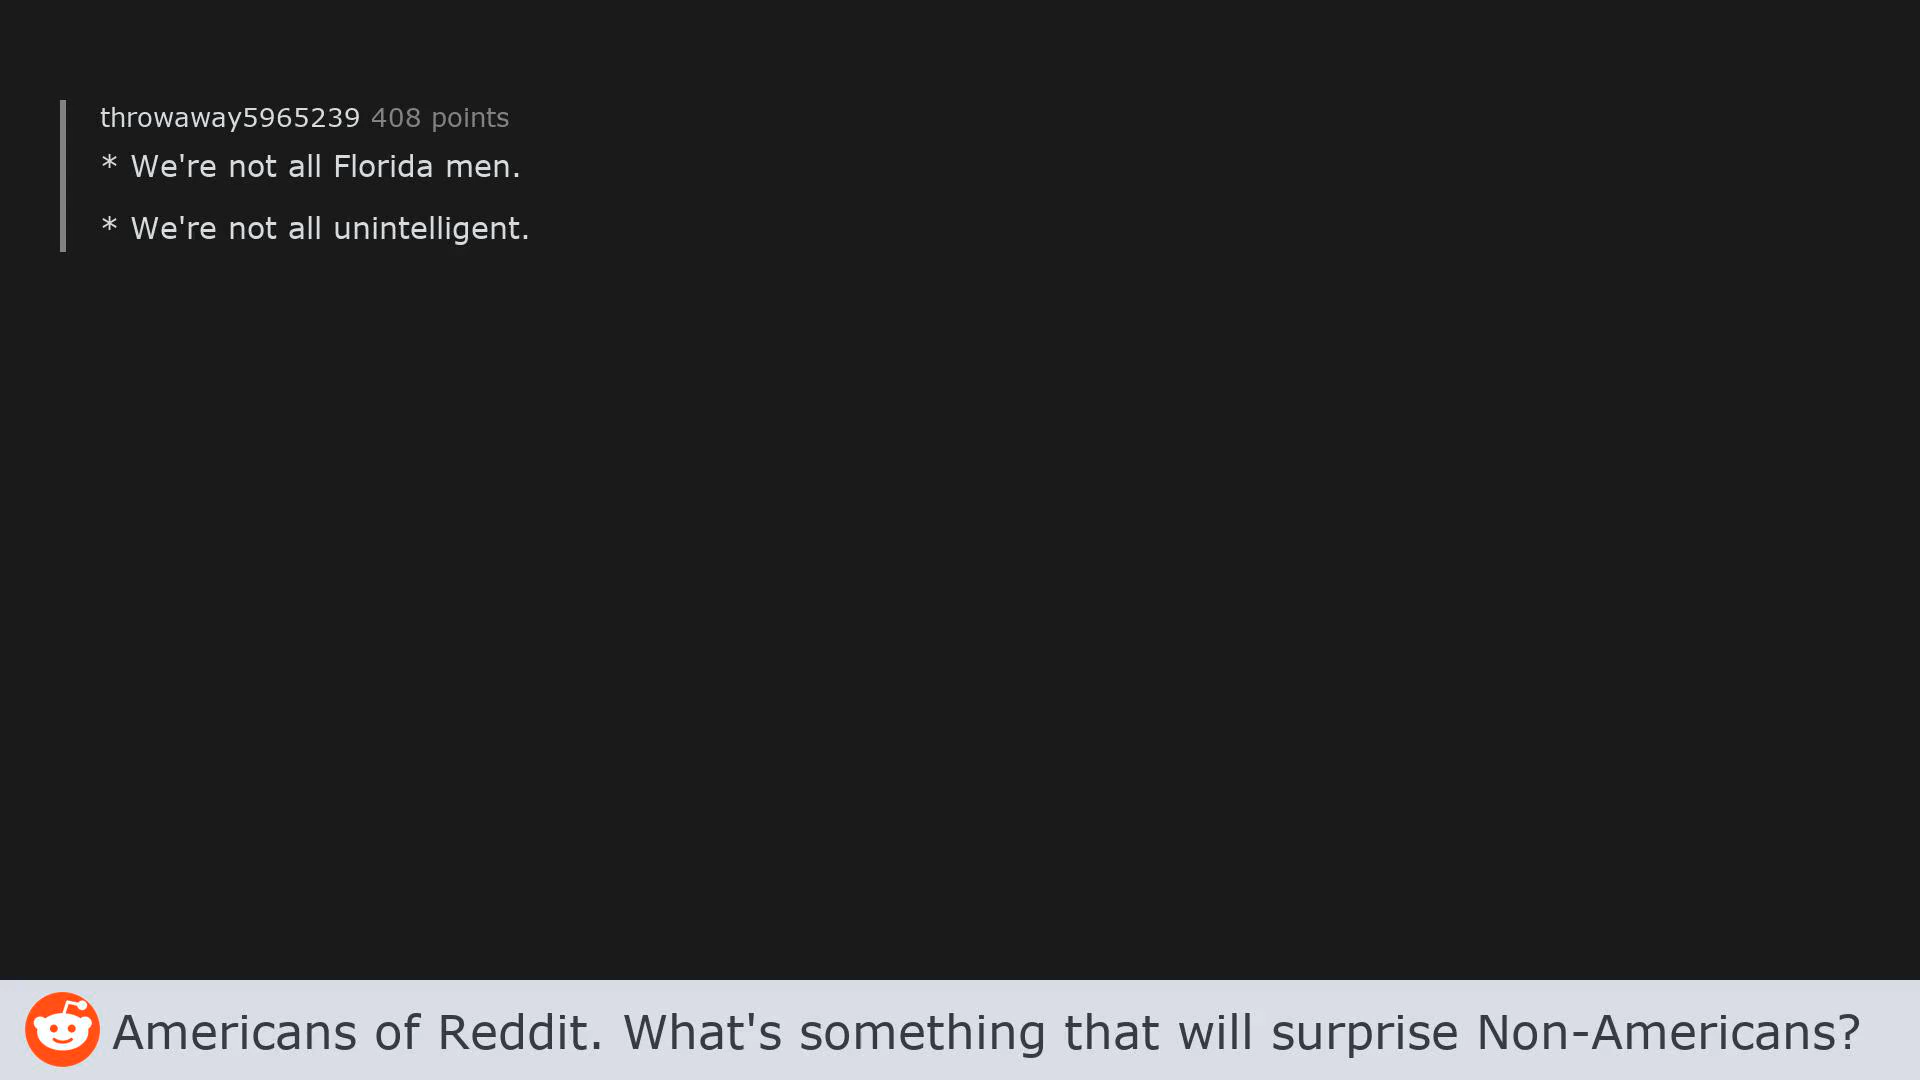 throwaway5965239 408 points
* We're not all Florida men.
* We're not all unintelligent.
Americans of Reddit. What's something that will surprise Non-Americans?